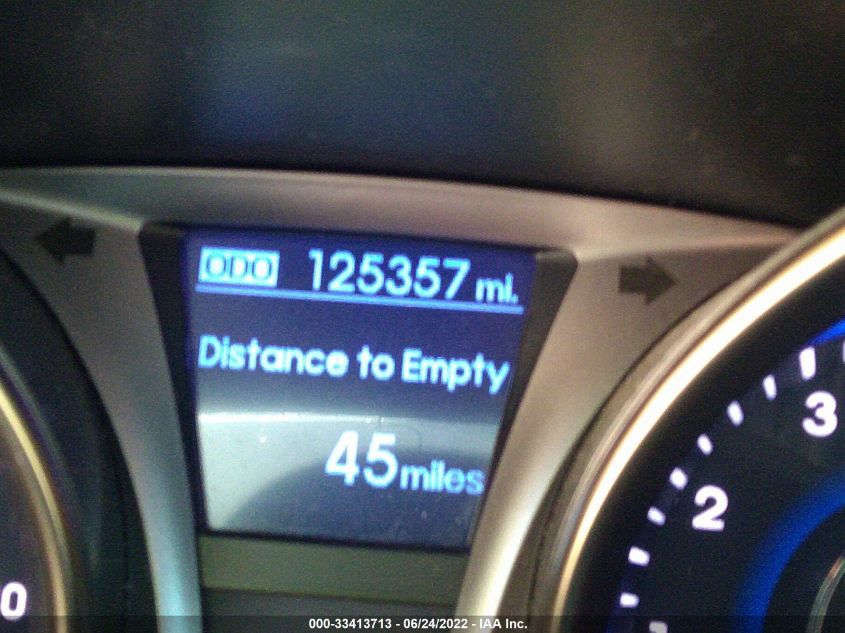 ODO 125357 mi.
Distance to Empty
45 miles
3
2
0
000-33413713 - 06/24/2022 - IAA Inc.